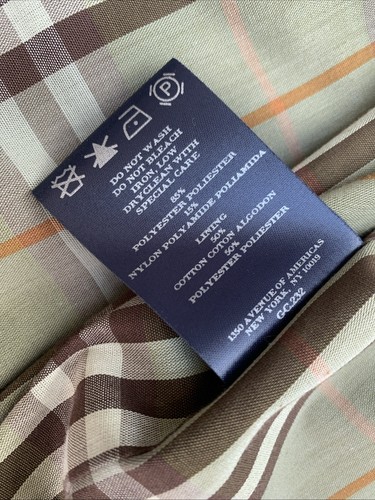 P
DO NOT WASH
DO NOT BLEACH
IRON LOW
DRYCLEAN WITH
SPECIAL CARE
85%
POLYESTER POLIESTER
15%
NYLON POLYAMIDE POLIAMIDA
LINING
50%
COTTON COTON ALGODON
50%
POLYESTER POLIESTER
1350 AVENUE OF AMERICAS
NEW YORK, NY 10019
GC-232